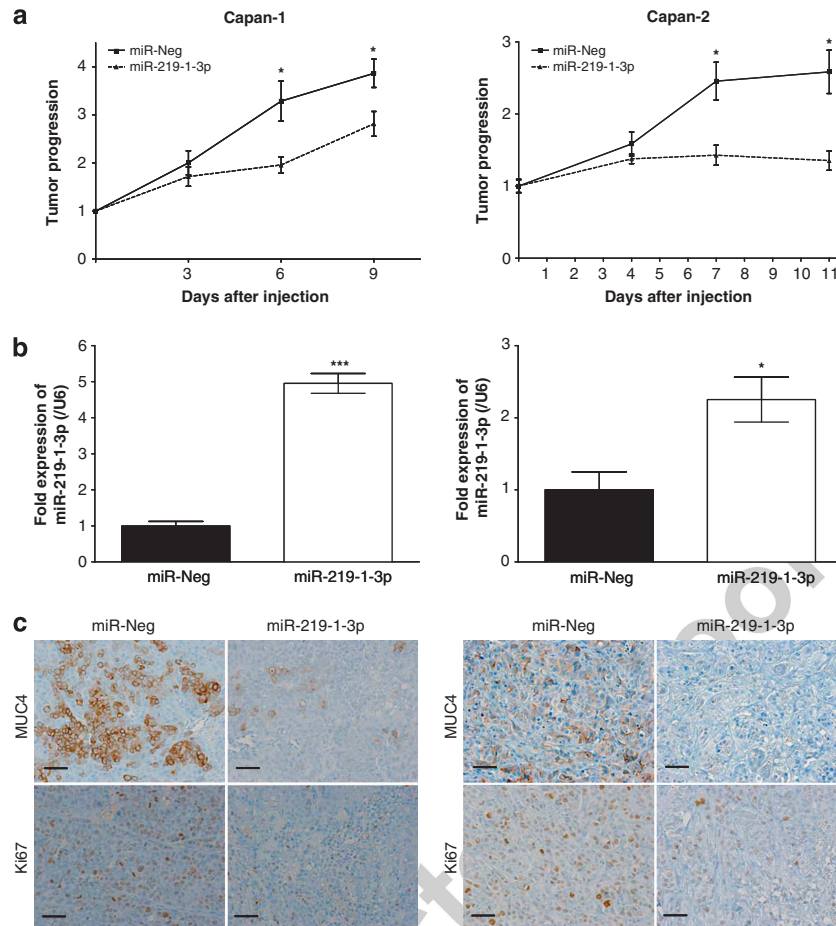 a
Capan-1
miR-Neg
miR-219-1-3p
*
*
Tumor progression
4
3
2
1
0
3
6
9
Days after injection
Capan-2
miR-Neg
miR-219-1-3p
*
*
Tumor progression
3
2
1
0
1 2 3 4 5 6 7 8 9 10 11
Days after injection
b
Fold expression of
miR-219-1-3p (/U6)
6
5
4
3
2
1
0
***
miR-Neg
miR-219-1-3p
Fold expression of
miR-219-1-3p (/U6)
3
2
1
0
*
miR-Neg
miR-219-1-3p
c
miR-Neg
miR-219-1-3p
miR-Neg
miR-219-1-3p
MUC4
Ki67
MUC4
Ki67